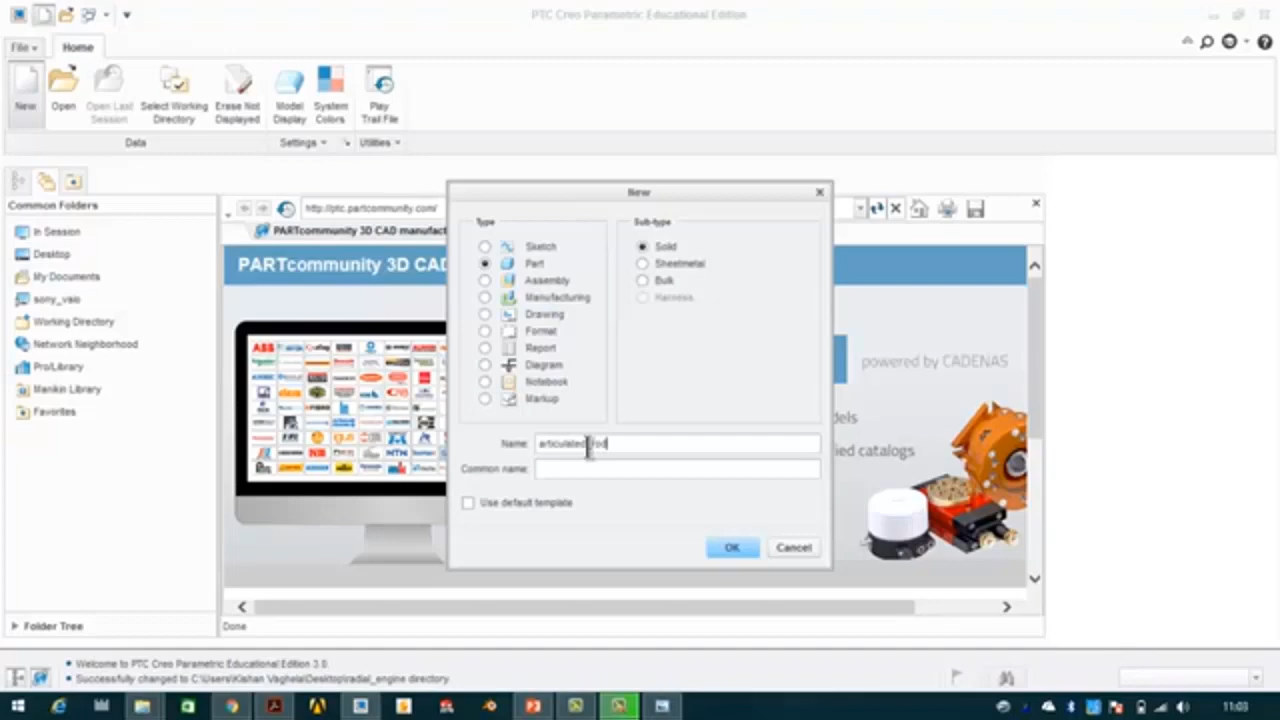 PTC Creo Parametric Educational Edition
File
Home
New
Open
Open Last Session
Select Working Directory
Erase Not Displayed
Model Display
System Colors
Play Trail File
Data
Settings
Utilities
Common Folders
In Session
Desktop
My Documents
sony_vaio
Working Directory
Network Neighborhood
Pro/Library
Manikin Library
Favorites
Folder Tree
http://ptc.partcommunity.com/
PARTcommunity 3D CAD manufact
PARTcommunity 3D CAD
ABB
powered by CADENAS
dels
ied catalogs
New
Type
Sketch
Part
Assembly
Manufacturing
Drawing
Format
Report
Diagram
Notebook
Markup
Sub-type
Solid
Sheetmetal
Bulk
Harness
Name: articulated_rod
Common name:
Use default template
OK
Cancel
Done
• Welcome to PTC Creo Parametric Educational Edition 3.0.
• Successfully changed to C:\Users\Kishan Vaghela\Desktop\radial_engine directory.
11:03